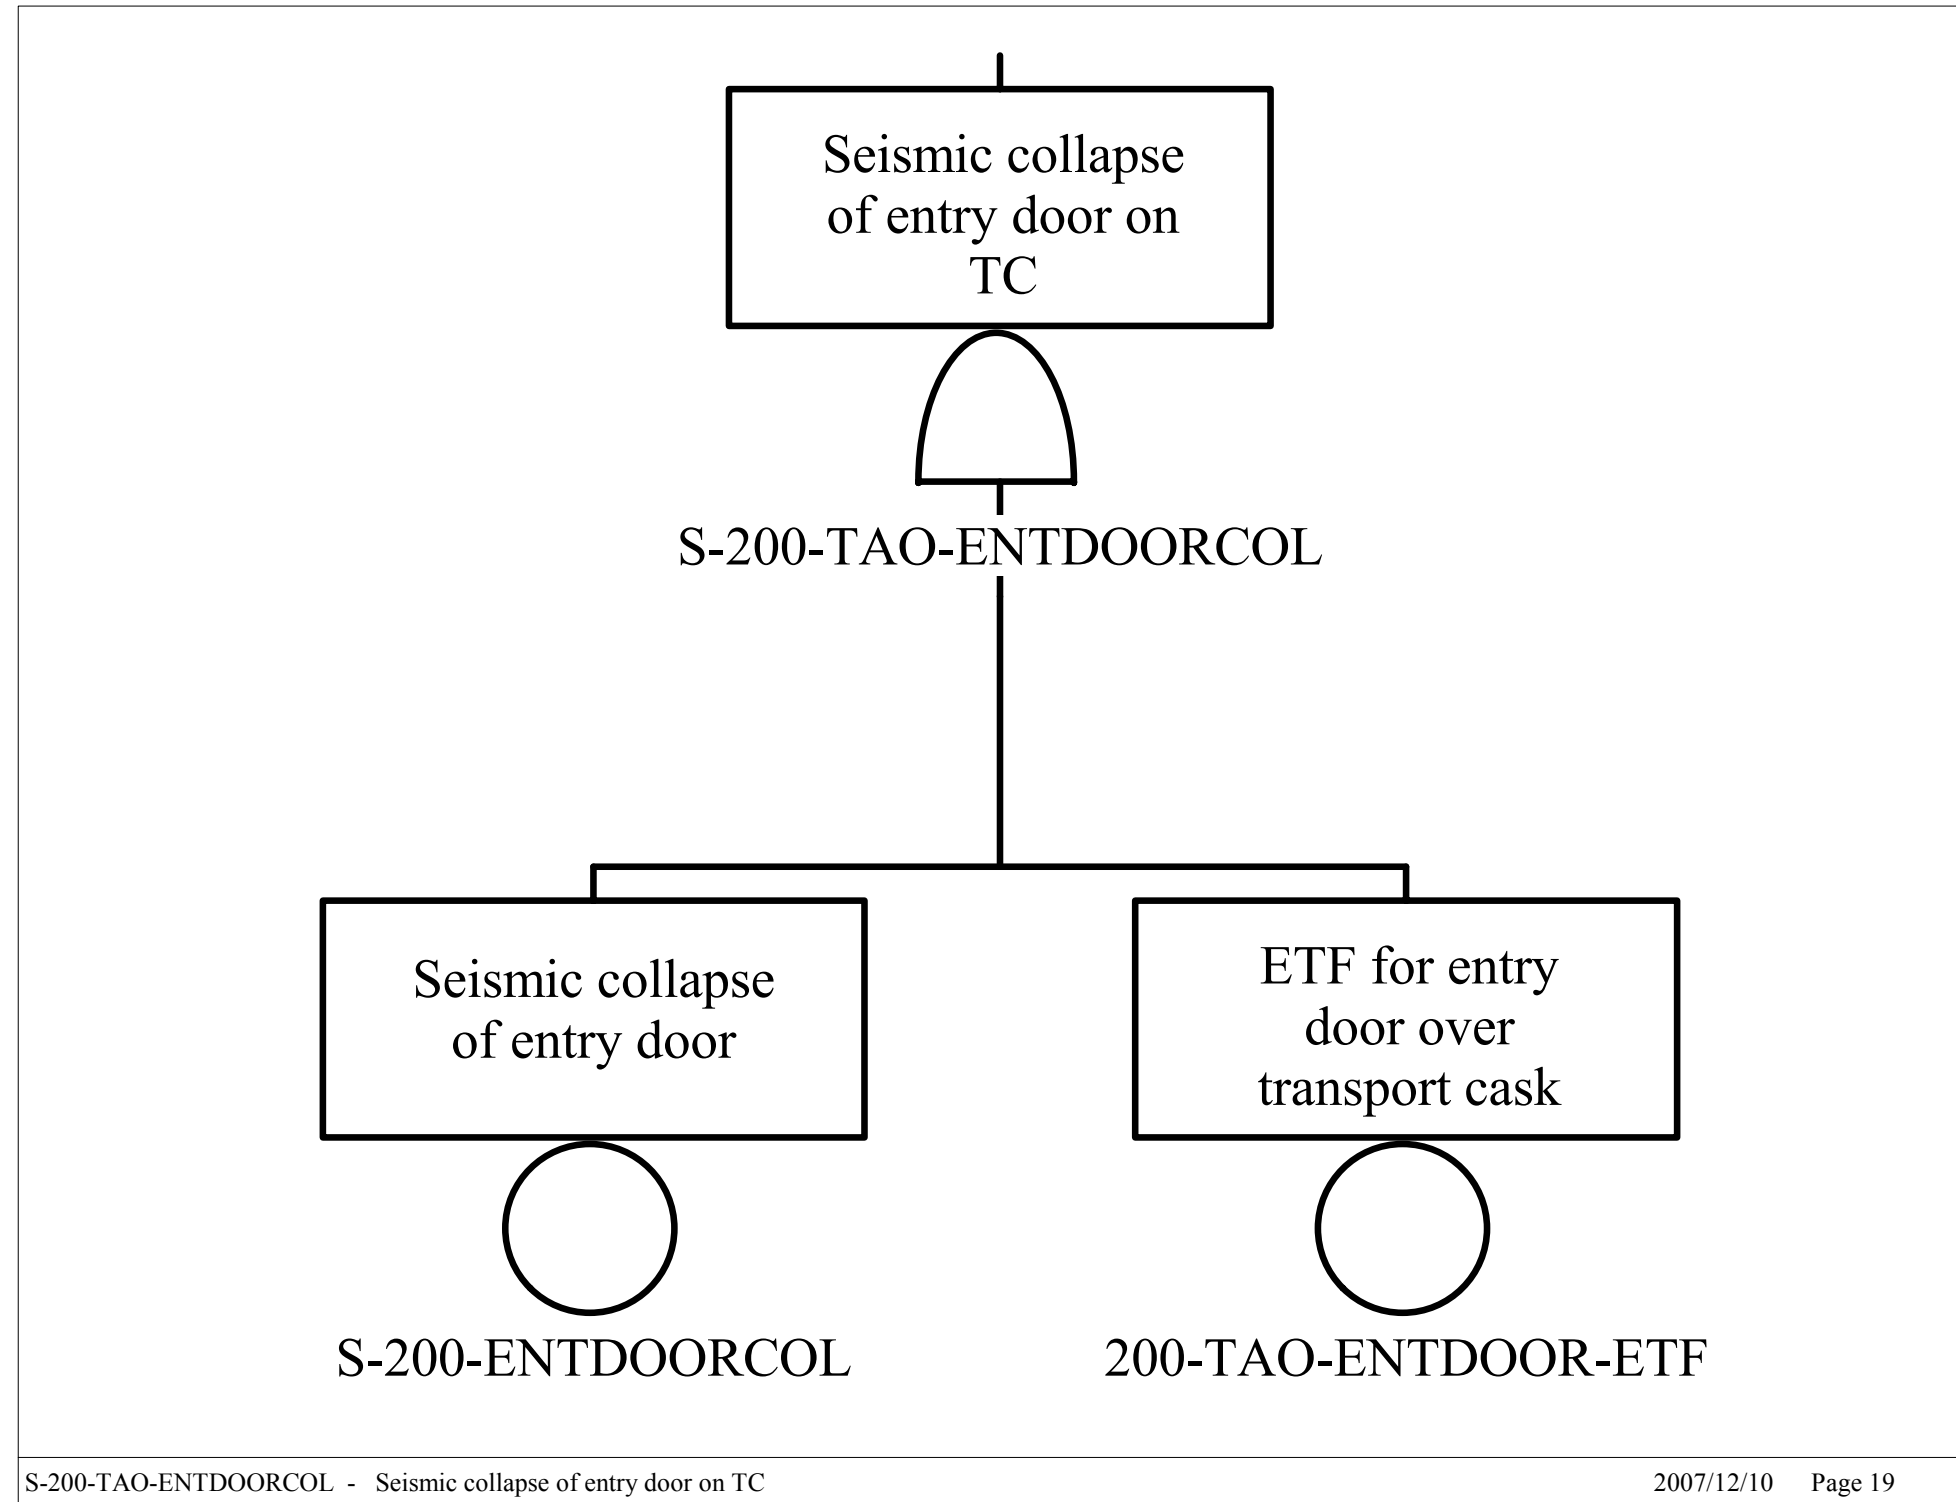 Seismic collapse
of entry door on
TC
S-200-TAO-ENTDOORCOL
Seismic collapse
of entry door
S-200-ENTDOORCOL
ETF for entry
door over
transport cask
200-TAO-ENTDOOR-ETF
S-200-TAO-ENTDOORCOL - Seismic collapse of entry door on TC
2007/12/10 Page 19